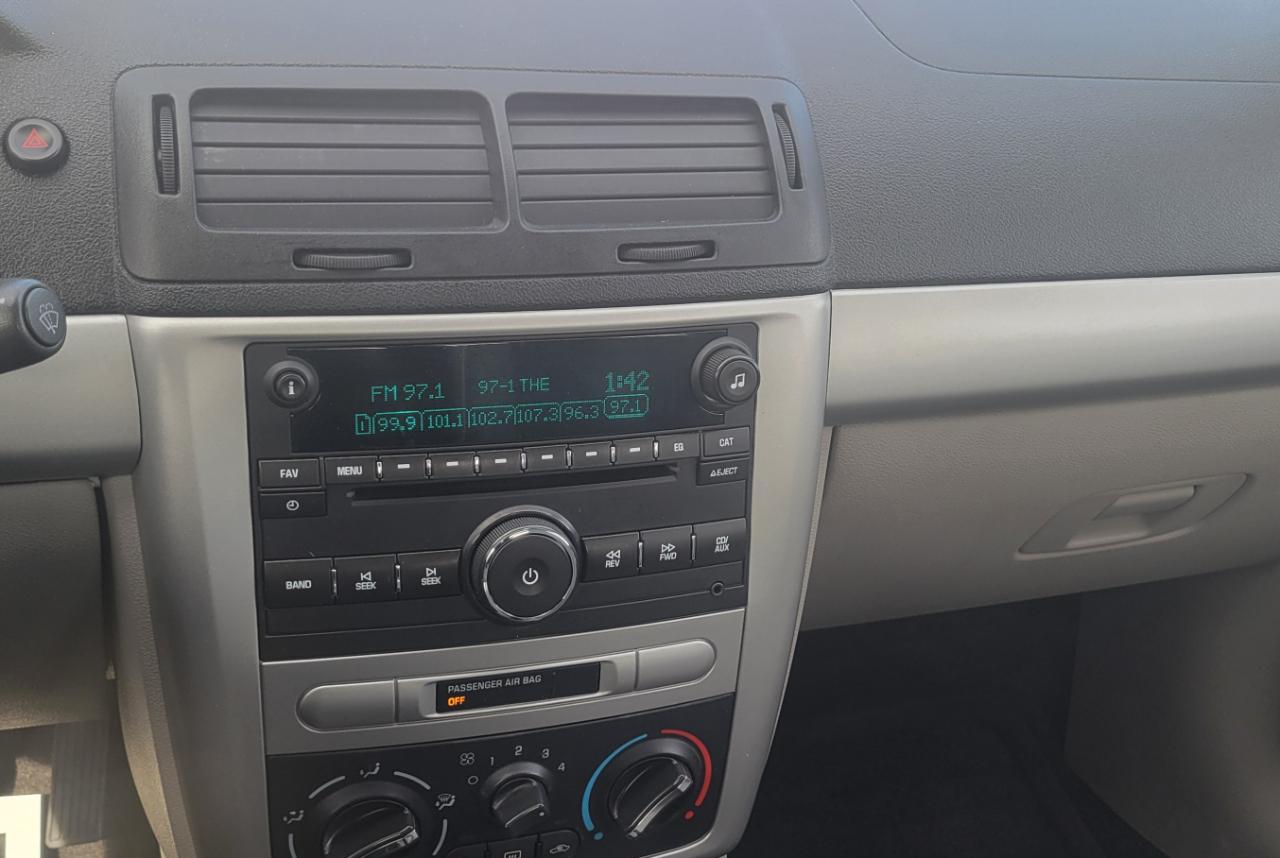 FM 97.1 97-1 THE 1:42
1 99.9 101.1 102.7 107.3 96.3 97.1
FAV MENU EQ CAT
EJECT
BAND SEEK SEEK REV FWD CD/
AUX
PASSENGER AIR BAG
OFF
1 2 3 4